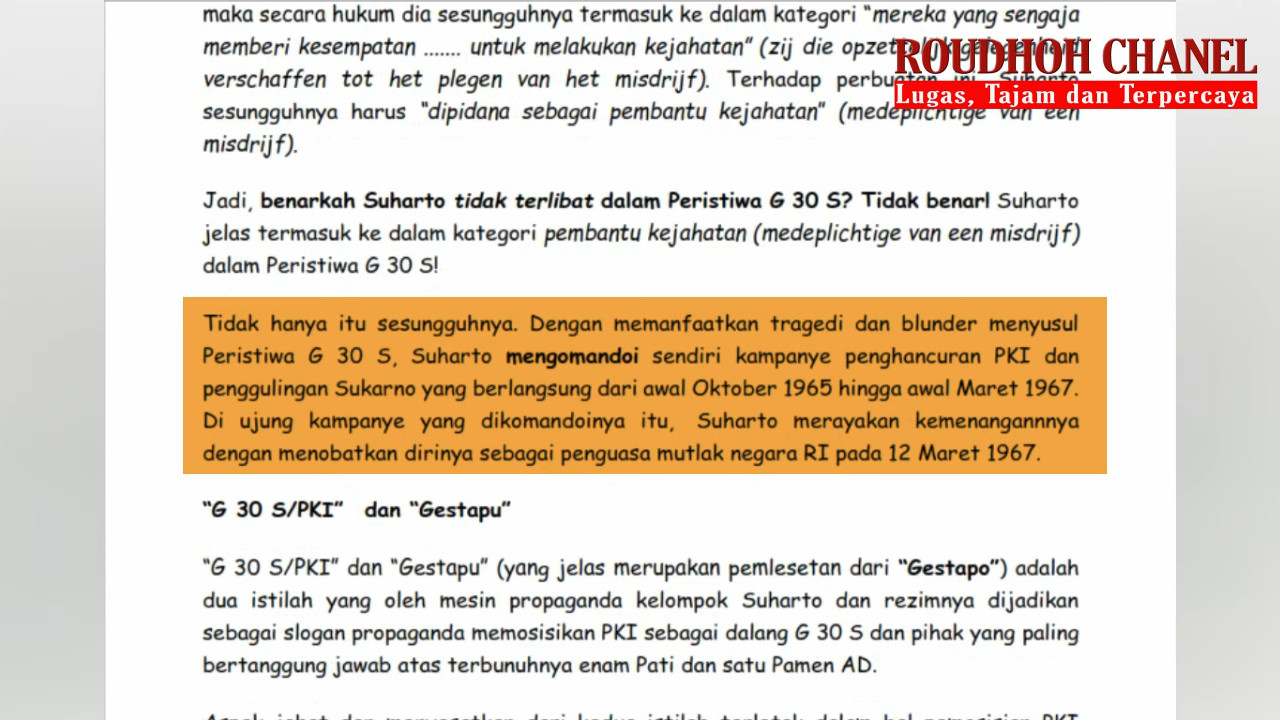 maka secara hukum dia sesungguhnya termasuk ke dalam kategori “mereka yang sengaja
memberi kesempatan ....... untuk melakukan kejahatan” (zij die
ROUDHOH CHANEL
verschaffen tot het plegen van het misdrijf). Terhadap
Lugas, Tajam dan Terpercaya
sesungguhnya harus “dipidana sebagai pembantu kejahatan” (medeplichtige van een
misdrijf).
Jadi, benarkah Suharto tidak terlibat dalam Peristiwa G 30 S? Tidak benar! Suharto
jelas termasuk ke dalam kategori pembantu kejahatan (medeplichtige van een misdrijf)
dalam Peristiwa G 30 S!
Tidak hanya itu sesungguhnya. Dengan memanfaatkan tragedi dan blunder menyusul
Peristiwa G 30 S, Suharto mengomandoi sendiri kampanye penghancuran PKI dan
penggulingan Sukarno yang berlangsung dari awal Oktober 1965 hingga awal Maret 1967.
Di ujung kampanye yang dikomandoinya itu, Suharto merayakan kemenangannnya
dengan menobatkan dirinya sebagai penguasa mutlak negara RI pada 12 Maret 1967.
“G 30 S/PKI” dan “Gestapu”
“G 30 S/PKI” dan “Gestapu” (yang jelas merupakan pemlesetan dari “Gestapo”) adalah
dua istilah yang oleh mesin propaganda kelompok Suharto dan rezimnya dijadikan
sebagai slogan propaganda memosisikan PKI sebagai dalang G 30 S dan pihak yang paling
bertanggung jawab atas terbunuhnya enam Pati dan satu Pamen AD.